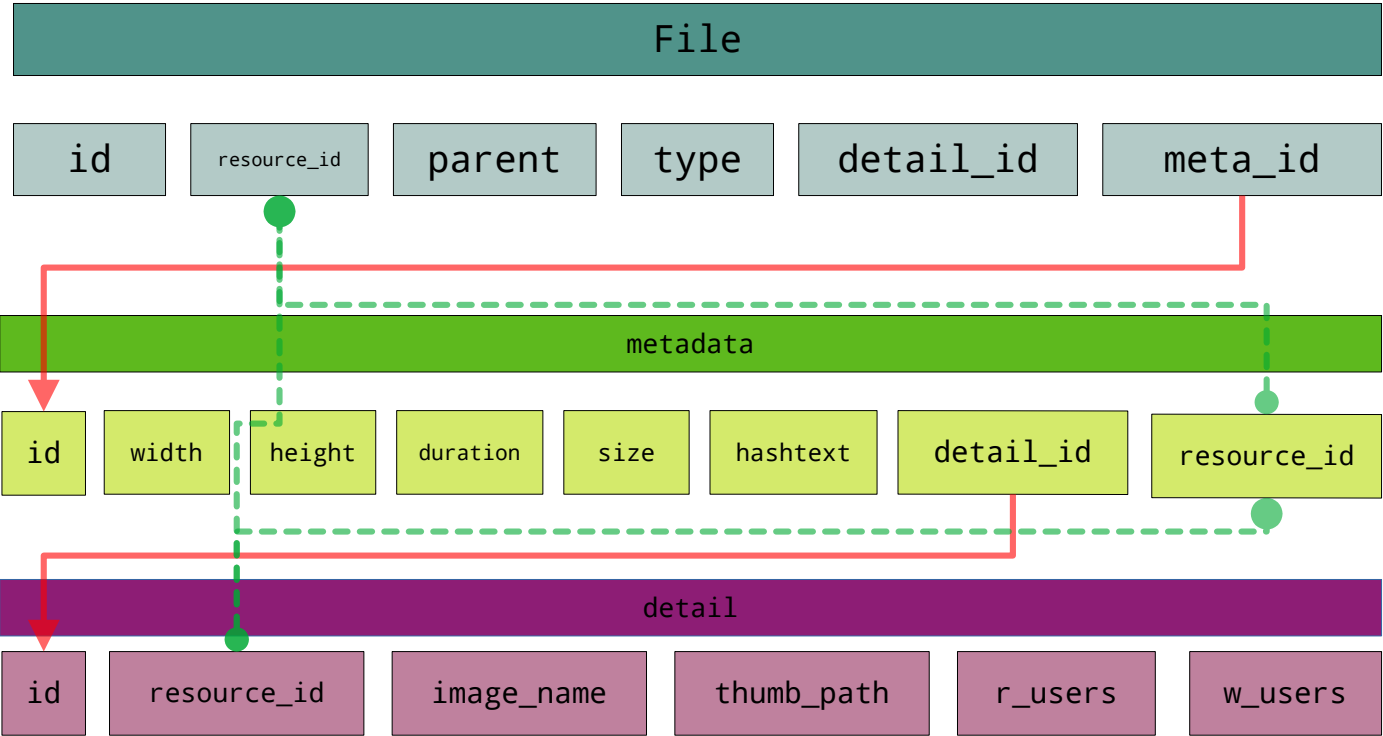 File
id
resource_id
parent
type
detail_id
meta_id
metadata
id
width
height
duration
size
hashtext
detail_id
resource_id
detail
id
resource_id
image_name
thumb_path
r_users
w_users